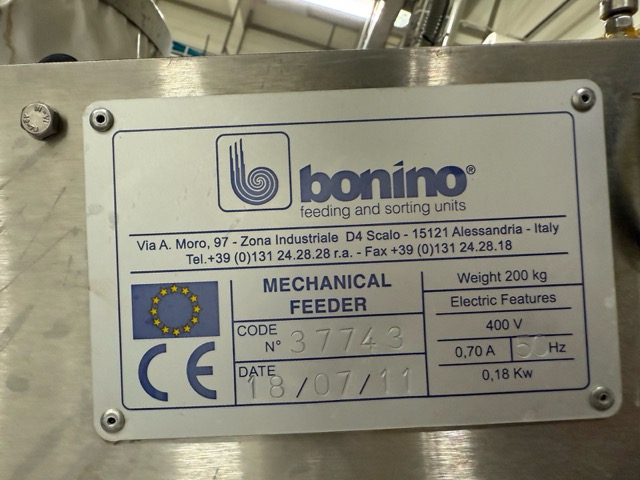 bonino®
feeding and sorting units
Via A. Moro, 97 - Zona Industriale D4 Scalo - 15121 Alessandria - Italy
Tel.+39 (0)131 24.28.28 r.a. - Fax +39 (0)131 24.28.18
MECHANICAL
FEEDER
CODE
N° 37743
DATE
18/07/11
Weight 200 kg
Electric Features
400 V
0,70 A 50 Hz
0,18 Kw
CE